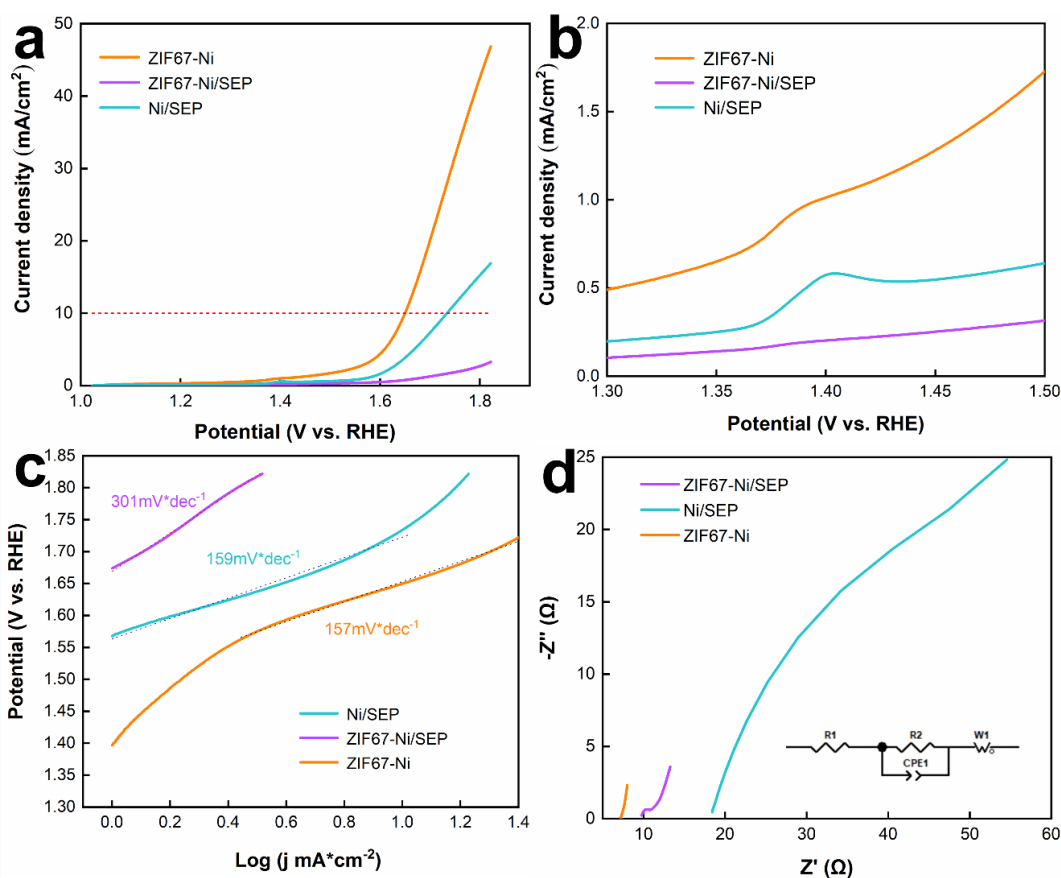 a
ZIF67-Ni
ZIF67-Ni/SEP
Ni/SEP
Current density (mA/cm²)
50
40
30
20
10
0
1.0
1.2
1.4
1.6
1.8
Potential (V vs. RHE)
b
ZIF67-Ni
ZIF67-Ni/SEP
Ni/SEP
Current density (mA/cm²)
2.0
1.5
1.0
0.5
0.0
1.30
1.35
1.40
1.45
1.50
Potential (V vs. RHE)
c
301mV*dec⁻¹
159mV*dec⁻¹
157mV*dec⁻¹
Ni/SEP
ZIF67-Ni/SEP
ZIF67-Ni
Potential (V vs. RHE)
1.85
1.80
1.75
1.70
1.65
1.60
1.55
1.50
1.40
1.35
1.30
0.0
0.2
0.4
0.6
0.8
1.0
1.2
1.4
Log (j mA*cm⁻²)
d
ZIF67-Ni/SEP
Ni/SEP
ZIF67-Ni
-Z'' (Ω)
25
20
15
10
5
0
10
20
30
40
50
60
Z' (Ω)
R1
R2
CPE1
W1